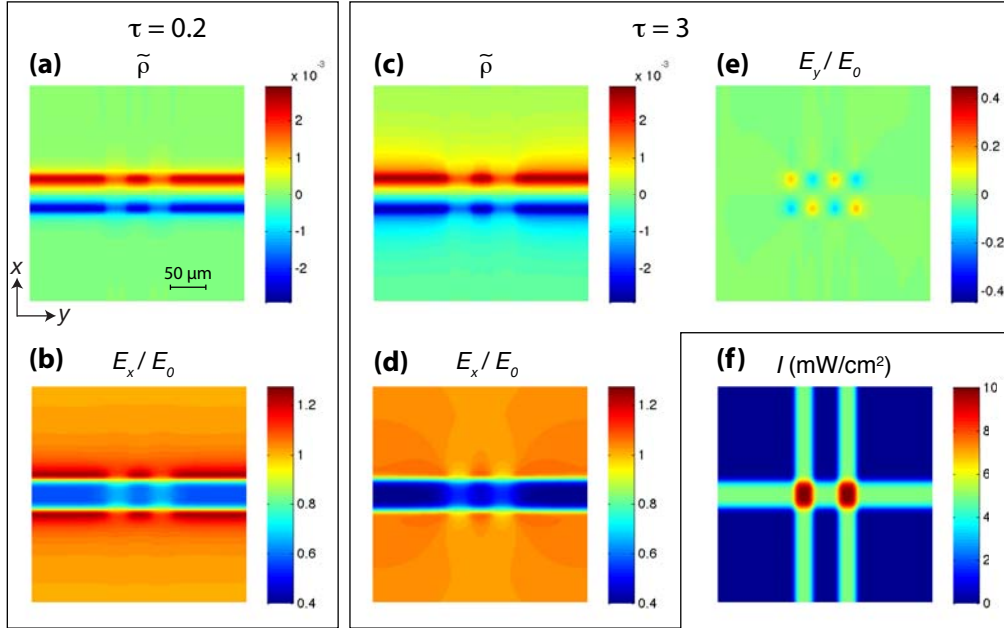 τ = 0.2
τ = 3
(a)
ρ̃
x 10⁻³
2
1
0
-1
-2
50 μm
x
y
(c)
ρ̃
x 10⁻³
2
1
0
-1
-2
(e)
E_y / E_0
0.4
0.2
0
-0.2
-0.4
(b)
E_x / E_0
1.2
1
0.8
0.6
0.4
(d)
E_x / E_0
1.2
1
0.8
0.6
0.4
(f)
I (mW/cm²)
10
8
6
4
2
0